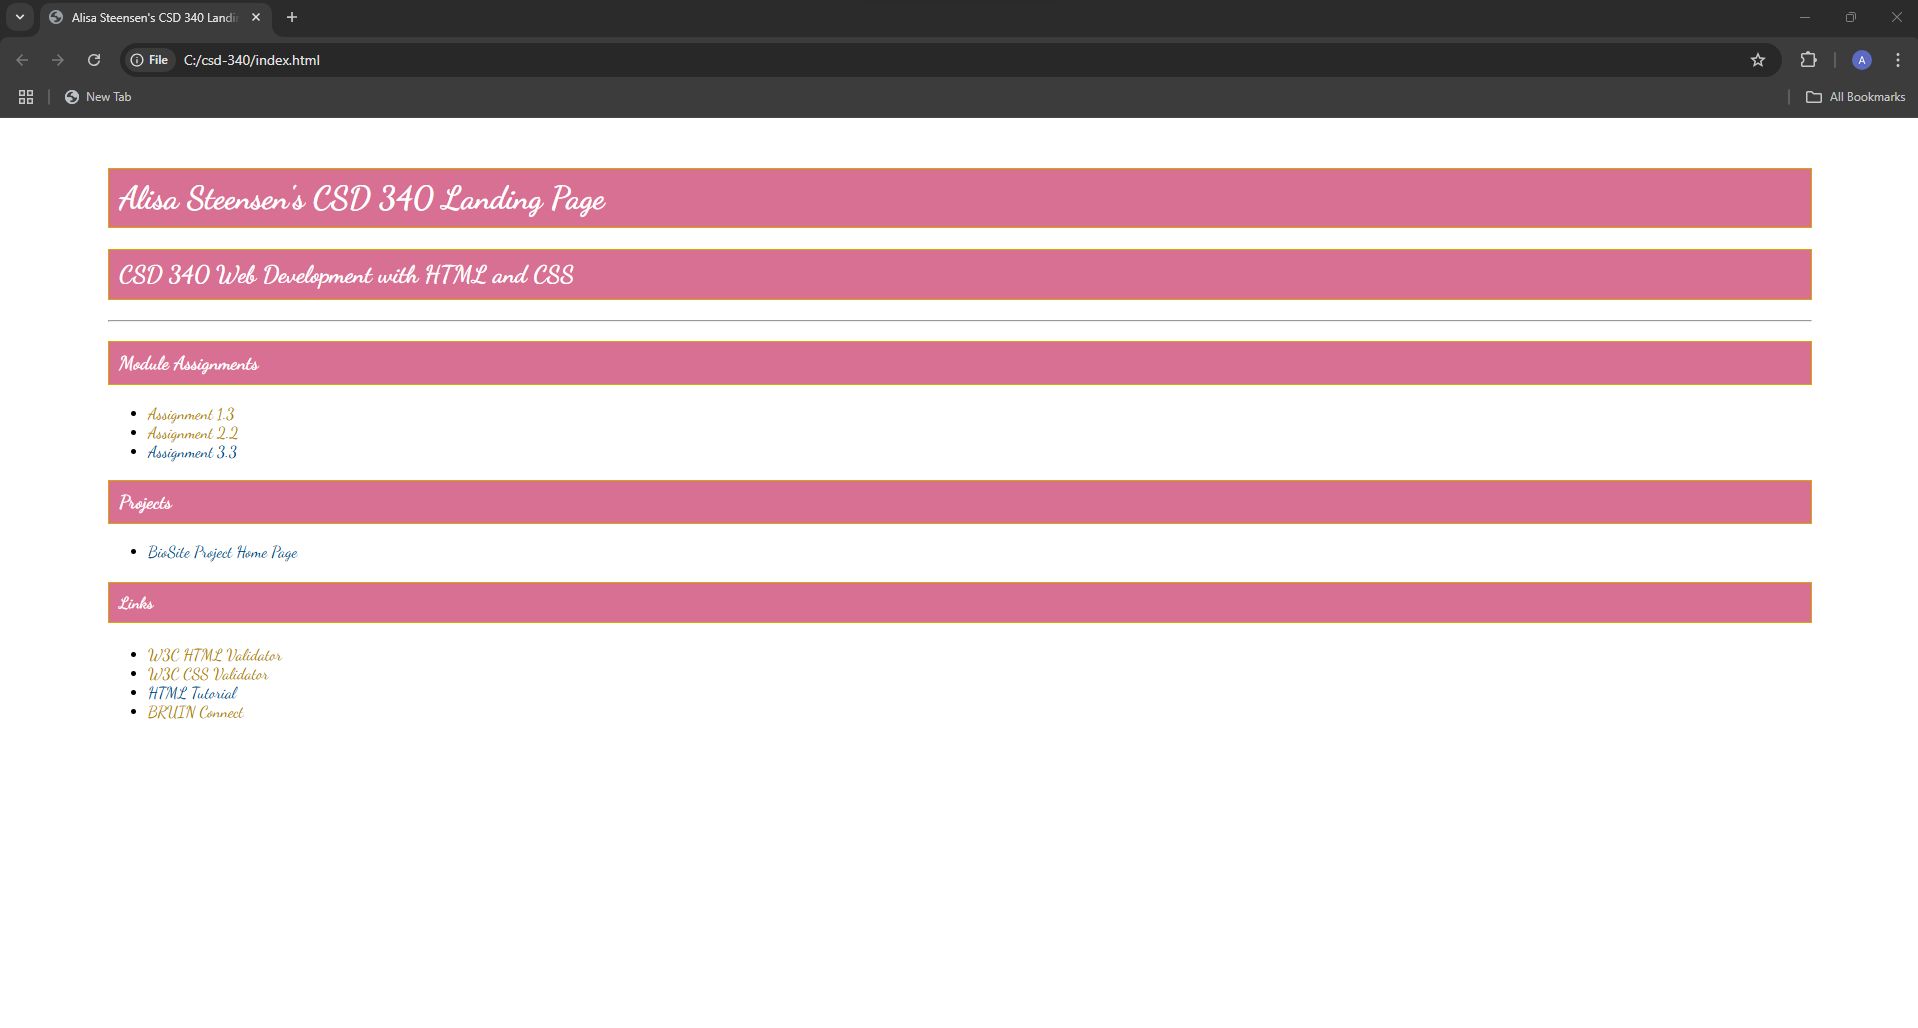 Alisa Steensen's CSD 340 Landi
File C:/csd-340/index.html
A
New Tab
All Bookmarks
Alisa Steensen's CSD 340 Landing Page
CSD 340 Web Development with HTML and CSS
Module Assignments
Assignment 1.3
Assignment 2.2
Assignment 3.3
Projects
BioSite Project Home Page
Links
W3C HTML Validator
W3C CSS Validator
HTML Tutorial
BRUIN Connect